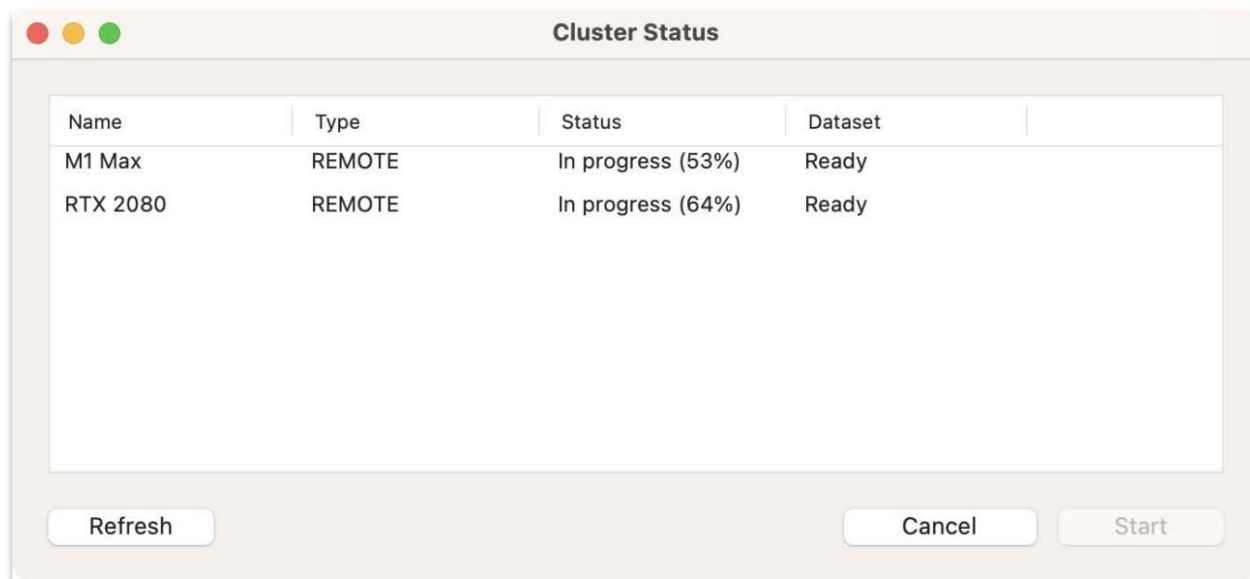 Cluster Status
Name Type Status Dataset
M1 Max REMOTE In progress (53%) Ready
RTX 2080 REMOTE In progress (64%) Ready
Refresh Cancel Start